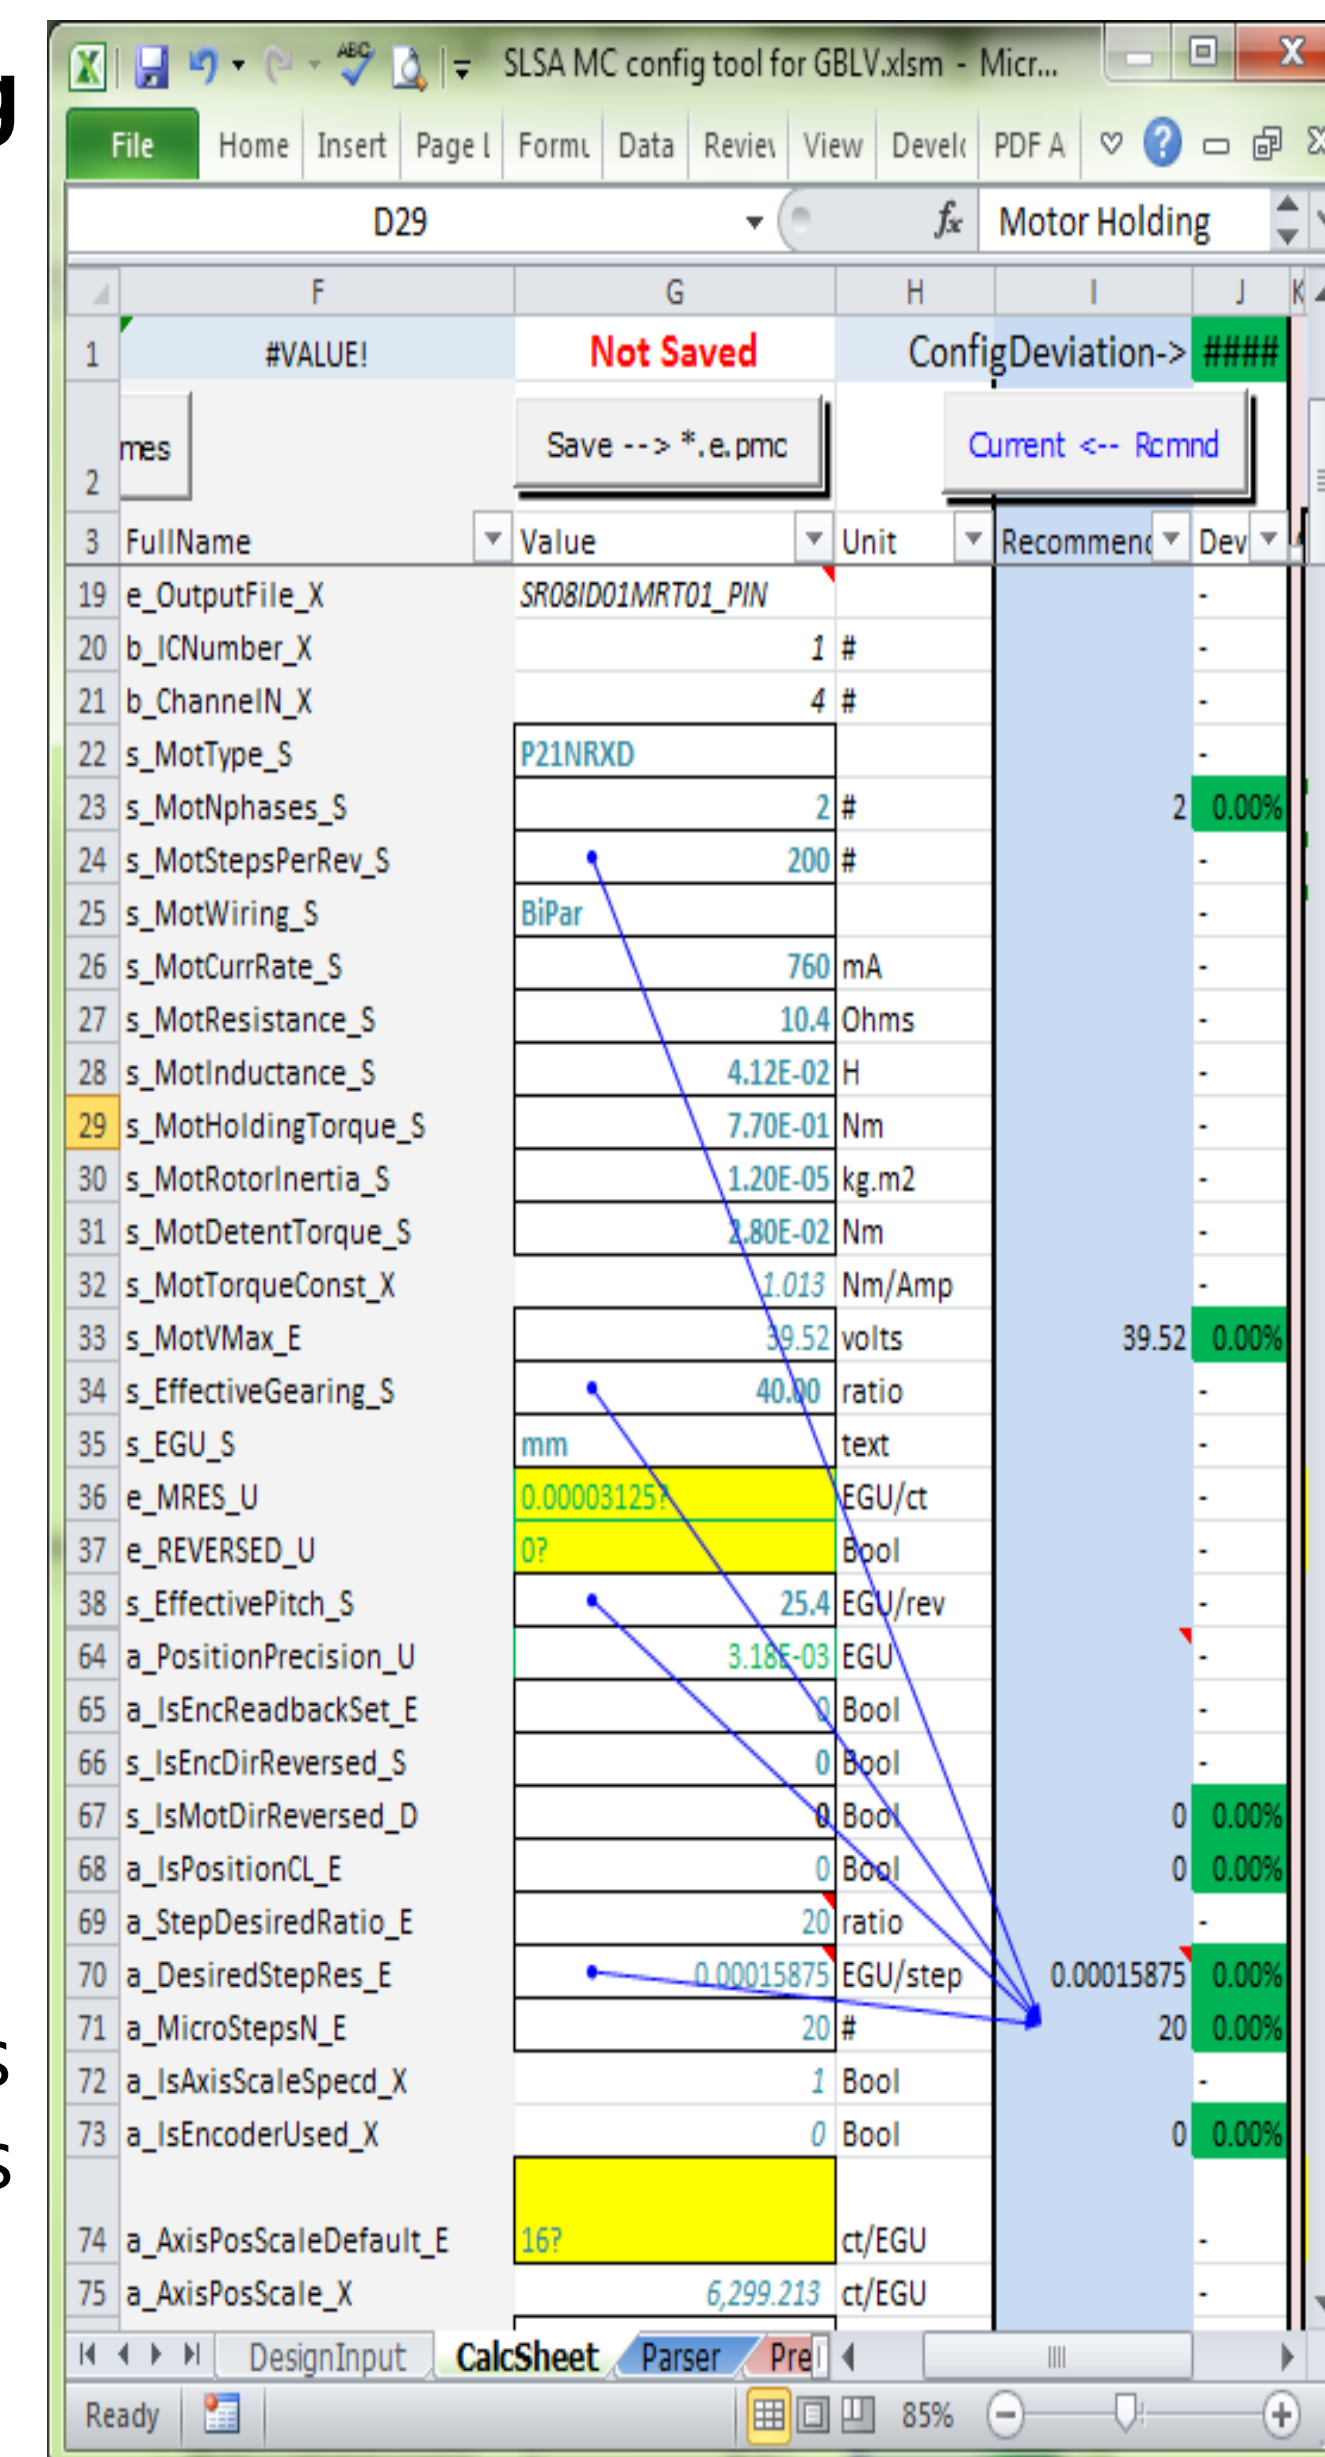 g
SLSA MC config tool for GBLV.xlsm - Micr...
File Home Insert Page L Formu Data Review View Develo PDF A
D29 fx Motor Holding
F G H I J K
1 #VALUE! Not Saved ConfigDeviation-> ####
2 mes Save --> *.e.pmc Current <-- Rcmnd
3 FullName Value Unit Recommend Dev
19 e_OutputFile_X SR08ID01MRT01_PIN -
20 b_ICNumber_X 1 # -
21 b_ChannelN_X 4 # -
22 s_MotType_S P21NRXD -
23 s_MotNphases_S 2 # 2 0.00%
24 s_MotStepsPerRev_S 200 # -
25 s_MotWiring_S BiPar -
26 s_MotCurrRate_S 760 mA -
27 s_MotResistance_S 10.4 Ohms -
28 s_MotInductance_S 4.12E-02 H -
29 s_MotHoldingTorque_S 7.70E-01 Nm -
30 s_MotRotorInertia_S 1.20E-05 kg.m2 -
31 s_MotDetentTorque_S 2.80E-02 Nm -
32 s_MotTorqueConst_X 1.013 Nm/Amp -
33 s_MotVMax_E 39.52 volts 39.52 0.00%
34 s_EffectiveGearing_S 40.00 ratio -
35 s_EGU_S mm text -
36 e_MRES_U 0.00003125? EGU/ct -
37 e_REVERSED_U 0? Bool -
38 s_EffectivePitch_S 25.4 EGU/rev -
64 a_PositionPrecision_U 3.18E-03 EGU -
65 a_IsEncReadbackSet_E 0 Bool -
66 s_IsEncDirReversed_S 0 Bool -
67 s_IsMotDirReversed_D 0 Bool 0 0.00%
68 a_IsPositionCL_E 0 Bool 0 0.00%
69 a_StepDesiredRatio_E 20 ratio -
70 a_DesiredStepRes_E 0.00015875 EGU/step 0.00015875 0.00%
71 a_MicroStepsN_E 20 # 20 0.00%
s
72 a_IsAxisScaleSpecd_X 1 Bool -
73 a_IsEncoderUsed_X 0 Bool 0 0.00%
s
74 a_AxisPosScaleDefault_E 16? ct/EGU -
75 a_AxisPosScale_X 6,299.213 ct/EGU -
DesignInput CalcSheet Parser Pre
Ready 85%